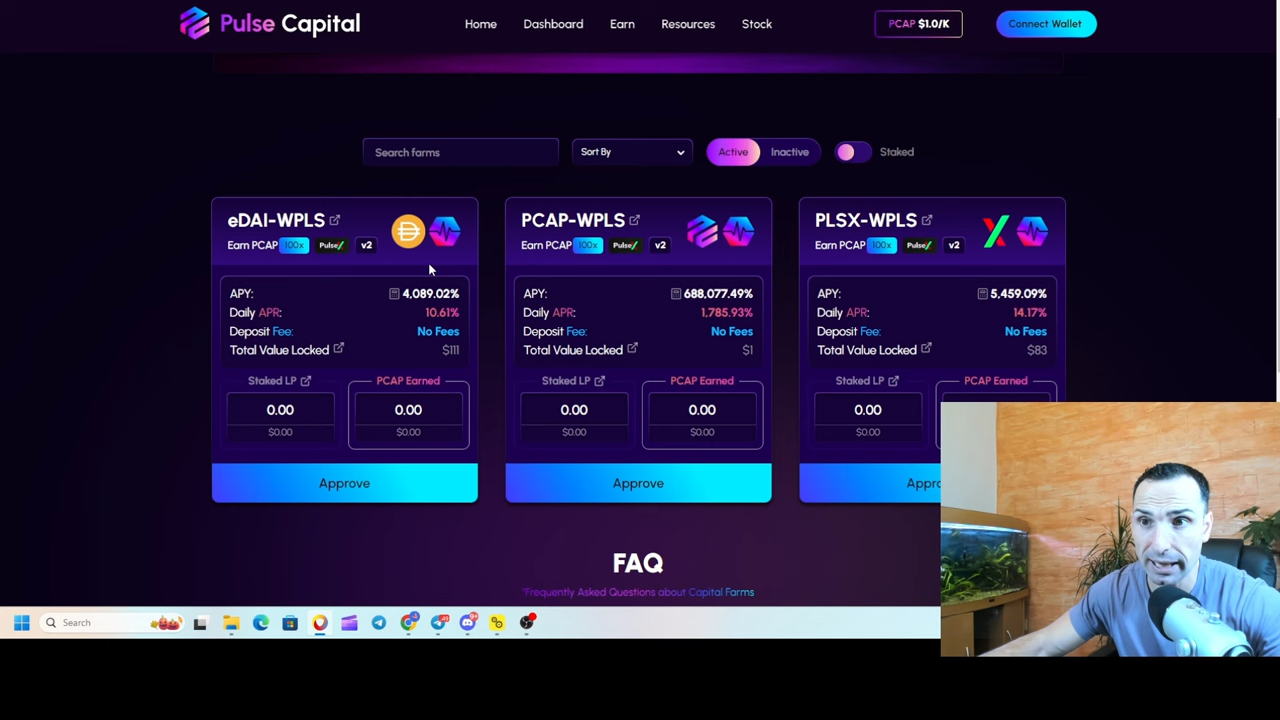 Pulse Capital
Home Dashboard Earn Resources Stock
PCAP $1.0/K
Connect Wallet
Search farms
Sort By
Active Inactive
Staked
eDAI-WPLS
Earn PCAP 100x PulseX v2
APY: 4,089.02%
Daily APR: 10.61%
Deposit Fee: No Fees
Total Value Locked $111
Staked LP PCAP Earned
0.00 0.00
$0.00 $0.00
Approve
PCAP-WPLS
Earn PCAP 100x PulseX v2
APY: 688,077.49%
Daily APR: 1,785.93%
Deposit Fee: No Fees
Total Value Locked $1
Staked LP PCAP Earned
0.00 0.00
$0.00 $0.00
Approve
PLSX-WPLS
Earn PCAP 100x PulseX v2
APY: 5,459.09%
Daily APR: 14.17%
Deposit Fee: No Fees
Total Value Locked $83
Staked LP PCAP Earned
0.00
$0.00
Appr
FAQ
"Frequently Asked Questions about Capital Farms
Search